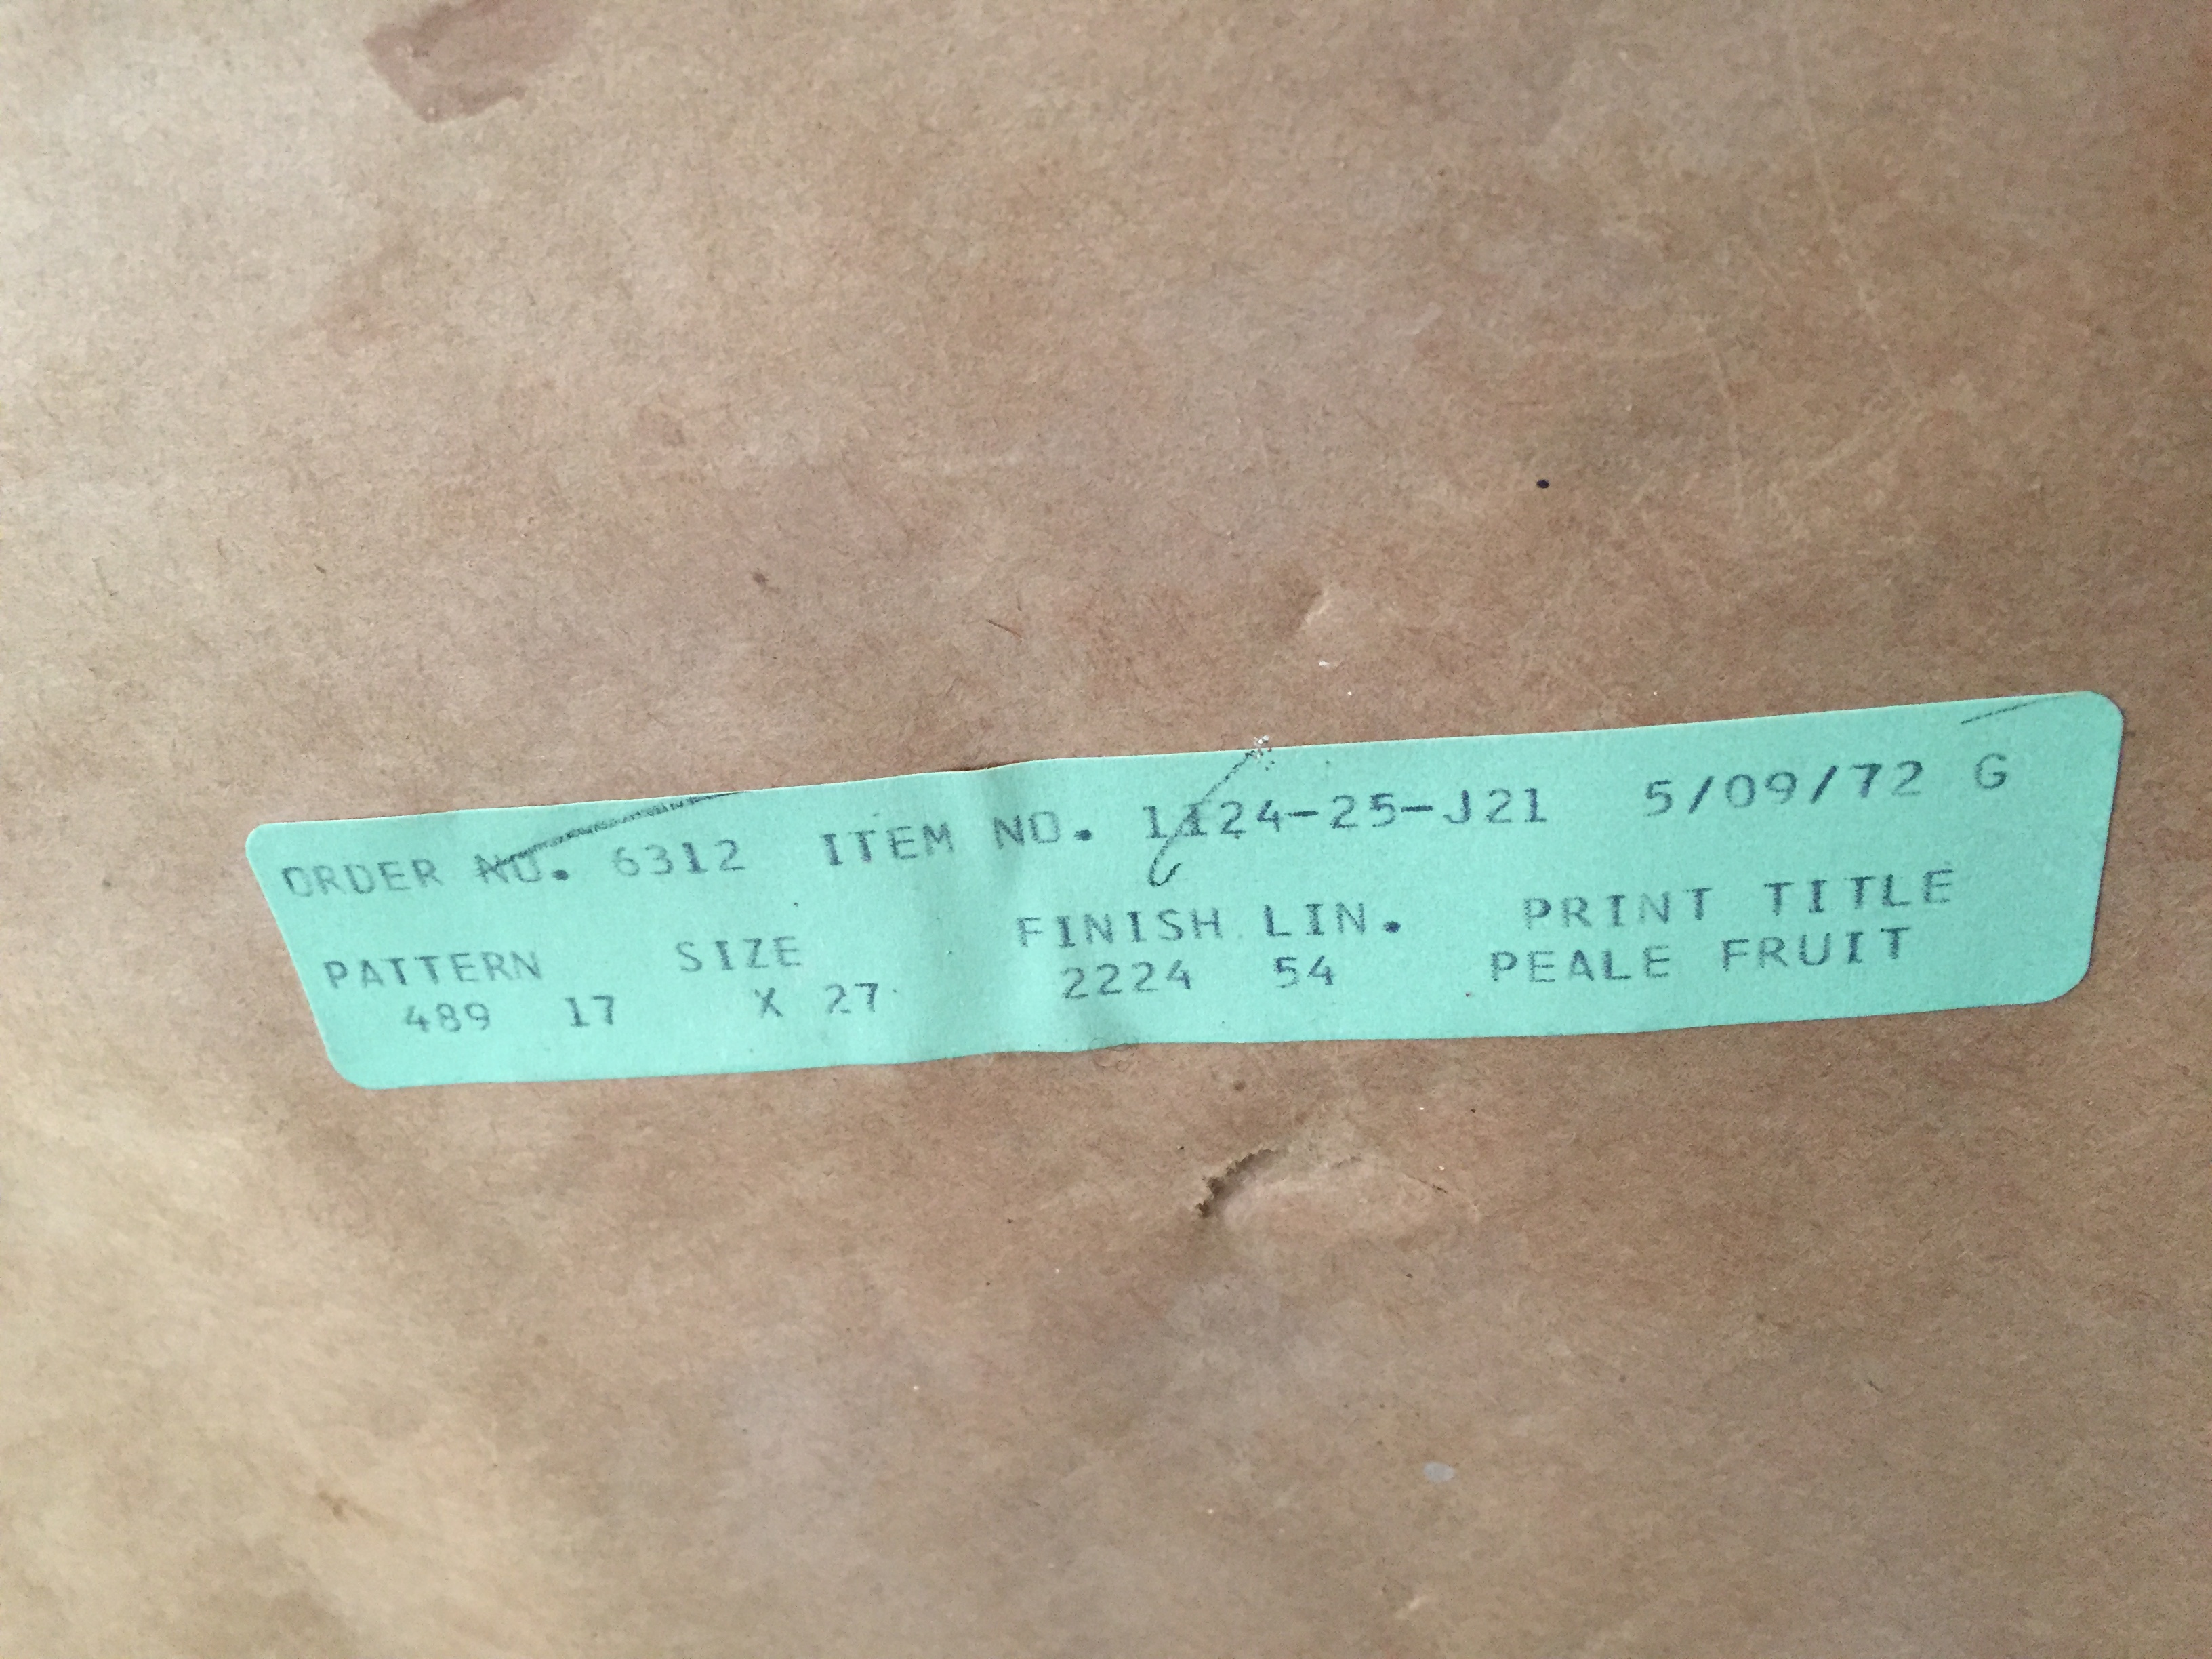 ORDER NO. 6312 ITEM NO. 1124-25-J21 5/09/72 G
PATTERN SIZE FINISH LIN. PRINT TITLE
489 17 X 27 2224 54 PEALE FRUIT